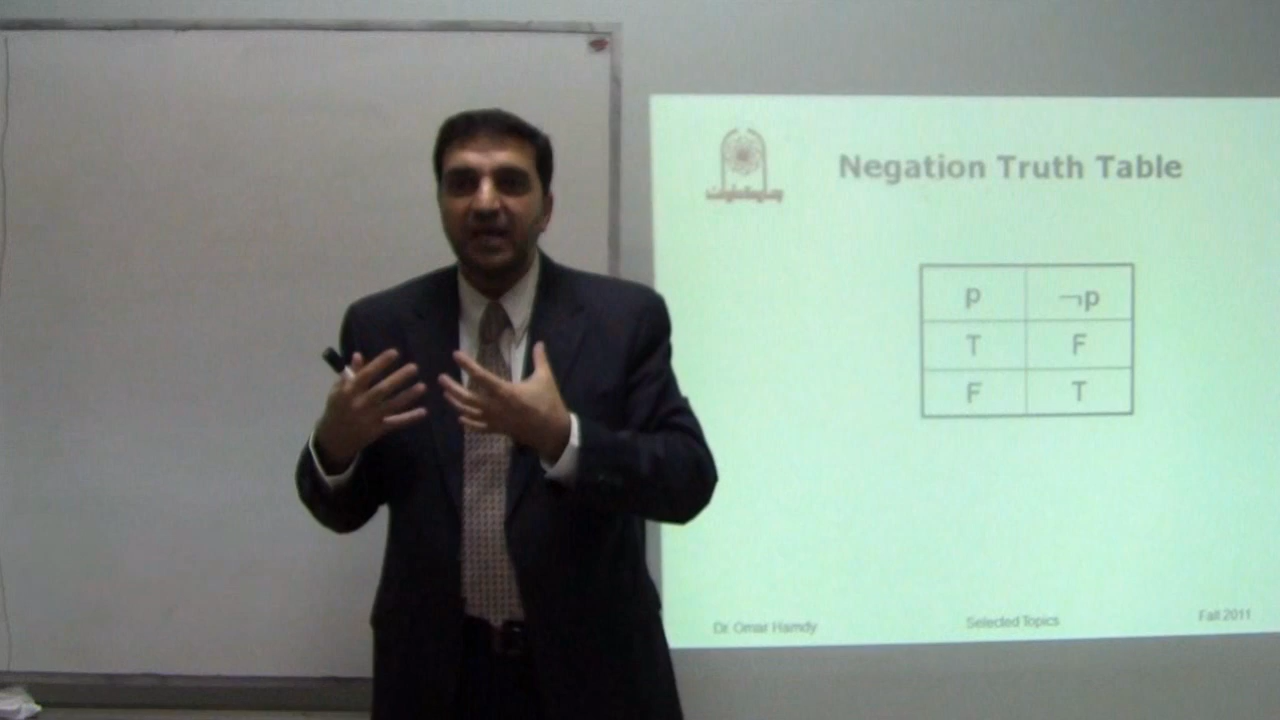 Negation Truth Table
p ¬p
T F
F T
Dr. Omar Hamdy Selected Topics Fall 2011